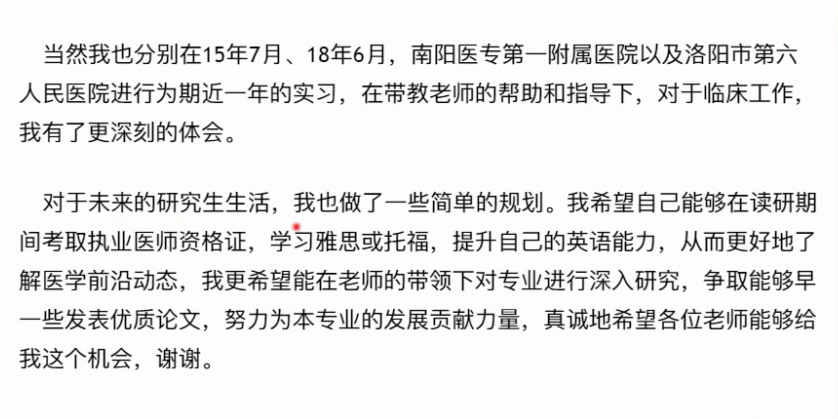 当然我也分别在15年7月、18年6月，南阳医专第一附属医院以及洛阳市第六
人民医院进行为期近一年的实习，在带教老师的帮助和指导下，对于临床工作，
我有了更深刻的体会。
对于未来的研究生生活，我也做了一些简单的规划。我希望自己能够在读研期
间考取执业医师资格证，学习雅思或托福，提升自己的英语能力，从而更好地了
解医学前沿动态，我更希望能在老师的带领下对专业进行深入研究，争取能够早
一些发表优质论文，努力为本专业的发展贡献力量，真诚地希望各位老师能够给
我这个机会，谢谢。